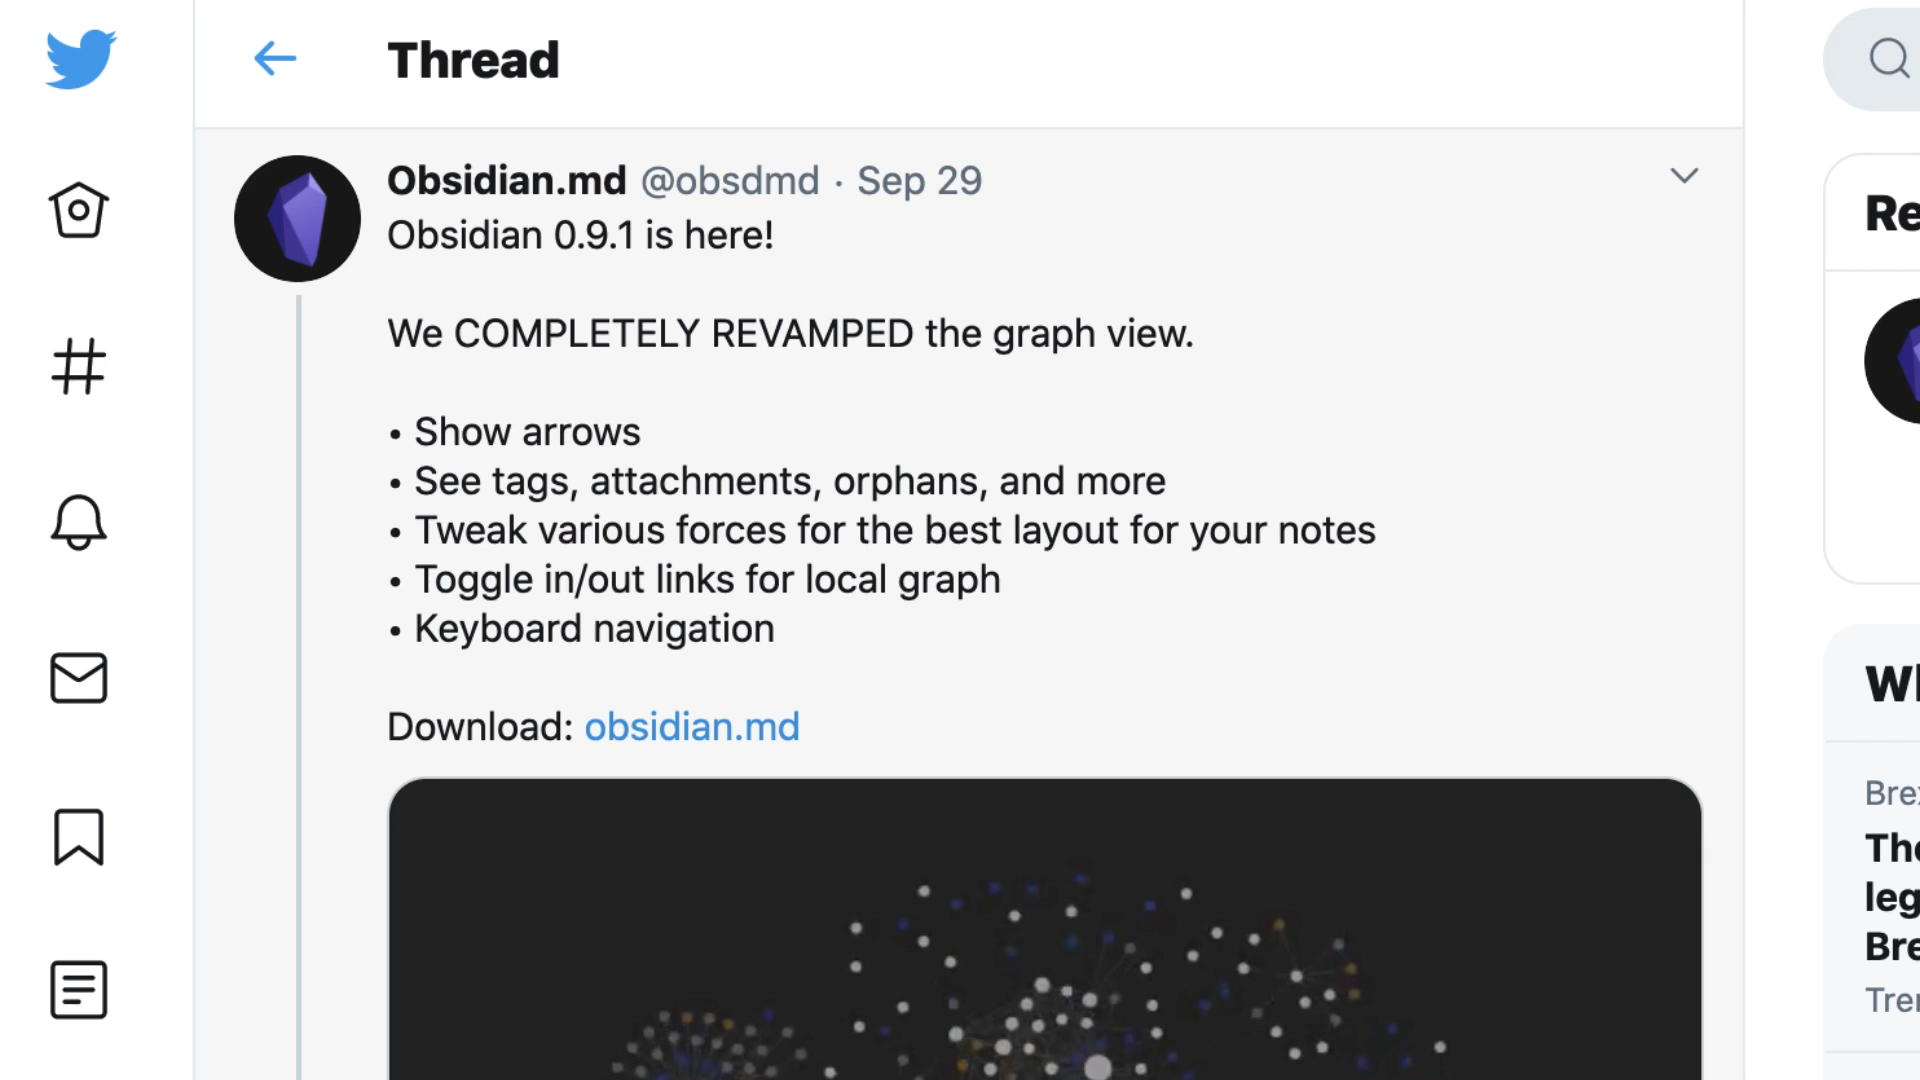 Thread
Obsidian.md @obsdmd · Sep 29
Obsidian 0.9.1 is here!
We COMPLETELY REVAMPED the graph view.
• Show arrows
• See tags, attachments, orphans, and more
• Tweak various forces for the best layout for your notes
• Toggle in/out links for local graph
• Keyboard navigation
Download: obsidian.md